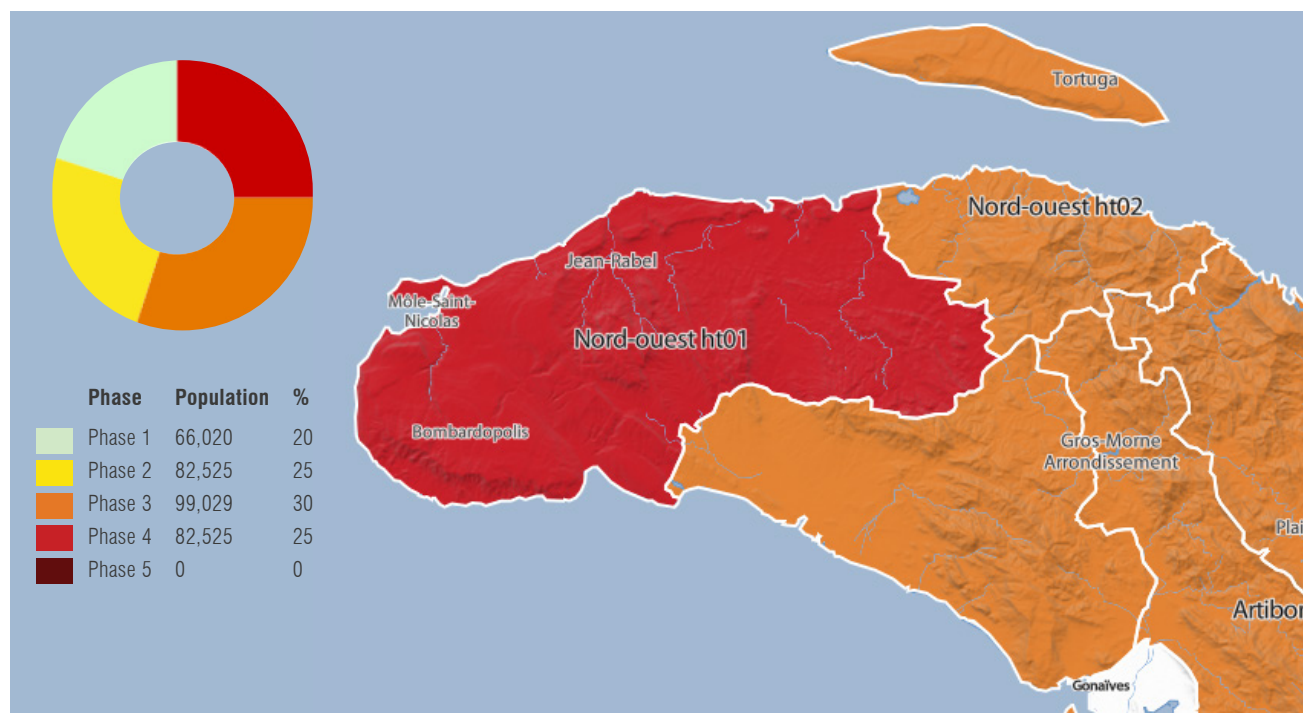 Phase Population %
Phase 1 66,020 20
Phase 2 82,525 25
Phase 3 99,029 30
Phase 4 82,525 25
Phase 5 0 0
Tortuga
Nord-ouest ht02
Jean-Rabel
Môle-Saint-
Nicolas
Nord-ouest ht01
Bombardopolis
Gros-Morne
Arrondissement
Plai
Artibon
Gonaïves